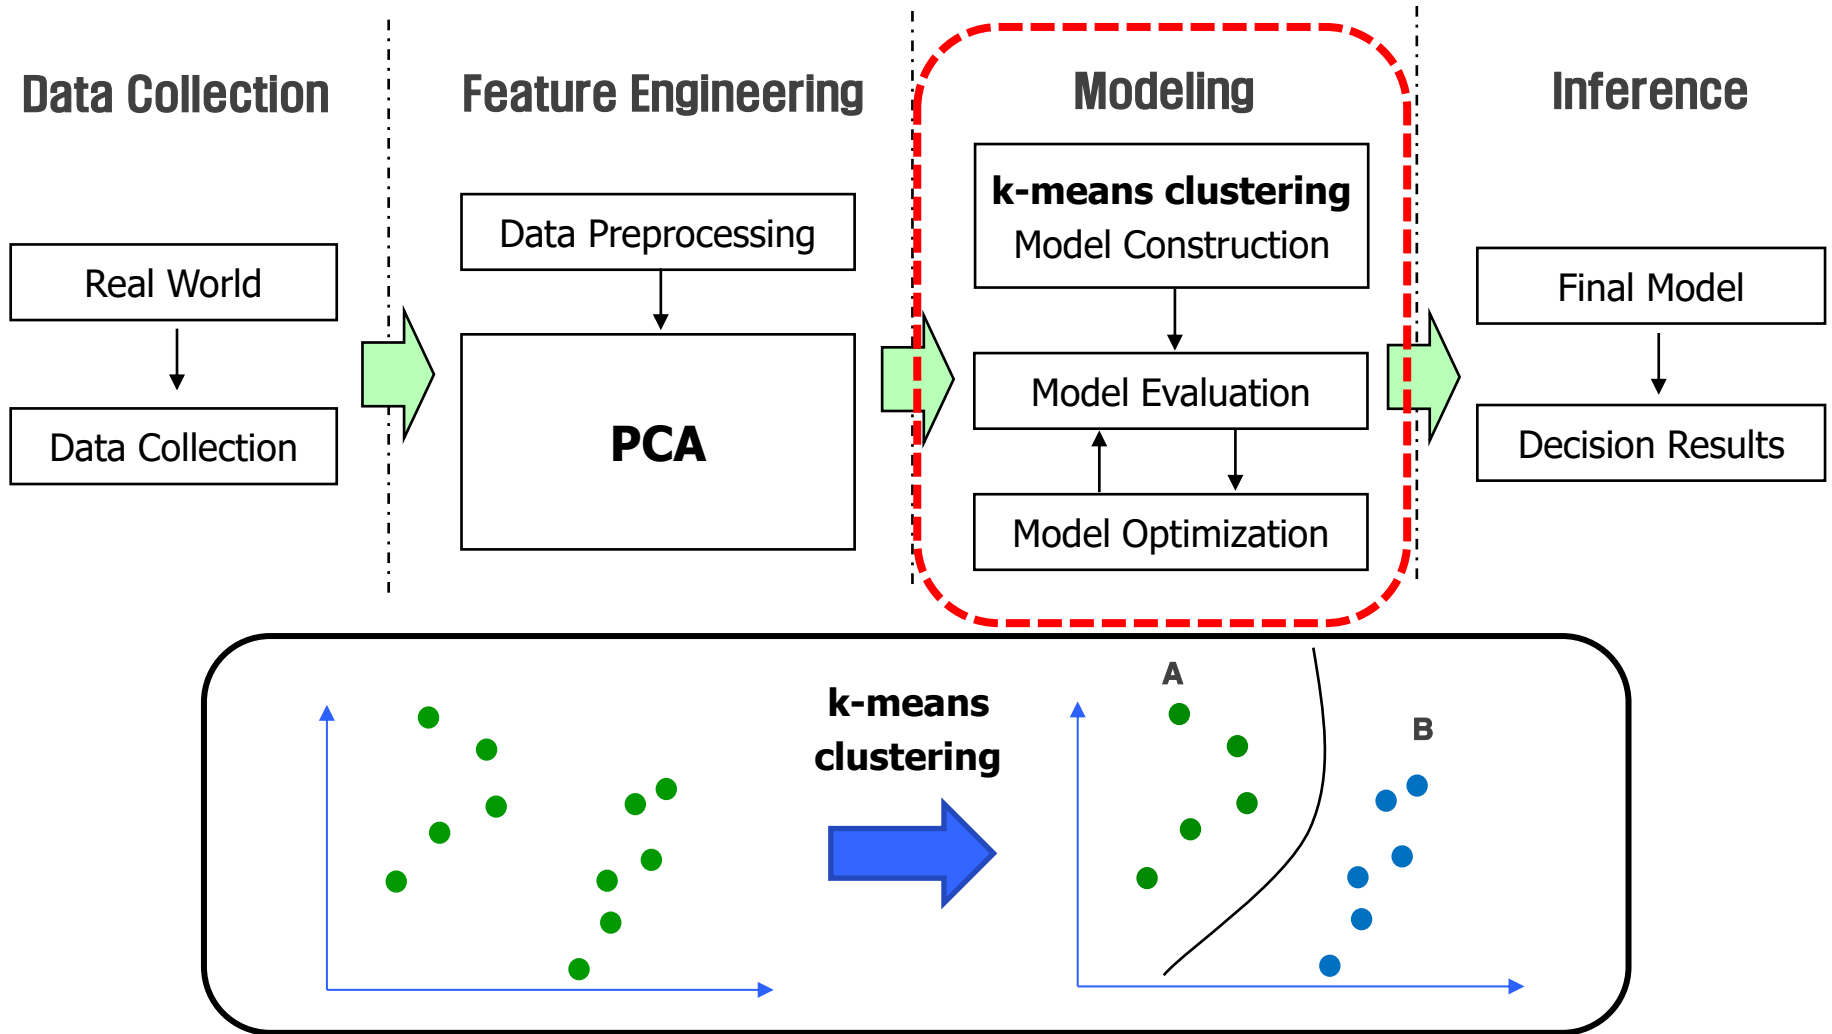 Data Collection
Feature Engineering
Modeling
Inference
Real World
Data Collection
Data Preprocessing
PCA
k-means clustering
Model Construction
Model Evaluation
Model Optimization
Final Model
Decision Results
k-means
clustering
A
B